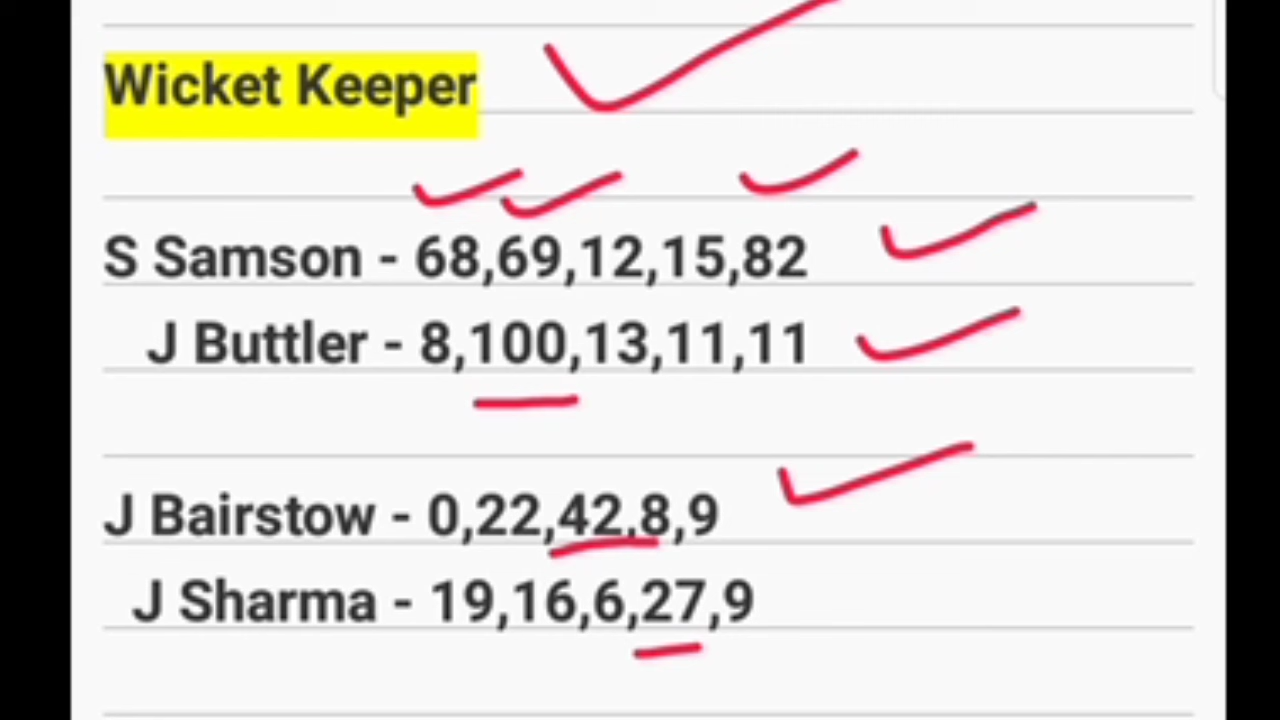 Wicket Keeper
S Samson - 68,69,12,15,82
J Buttler - 8,100,13,11,11
J Bairstow - 0,22,42,8,9
J Sharma - 19,16,6,27,9